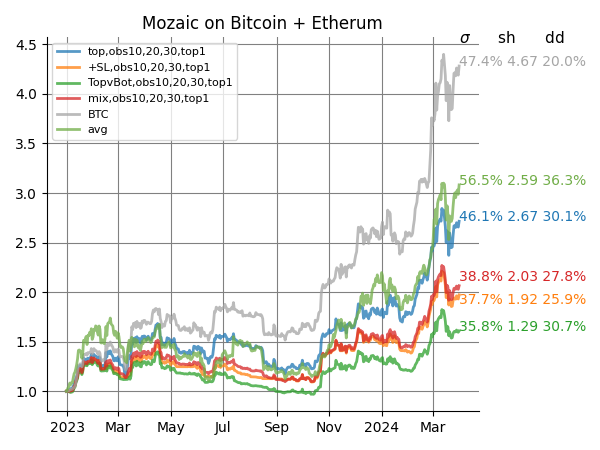 Mozaic on Bitcoin + Etherum
σ sh dd
4.5
4.0
3.5
3.0
2.5
2.0
1.5
1.0
top,obs10,20,30,top1
+SL,obs10,20,30,top1
TopvBot,obs10,20,30,top1
mix,obs10,20,30,top1
BTC
avg
47.4% 4.67 20.0%
56.5% 2.59 36.3%
46.1% 2.67 30.1%
38.8% 2.03 27.8%
37.7% 1.92 25.9%
35.8% 1.29 30.7%
2023 Mar May Jul Sep Nov 2024 Mar